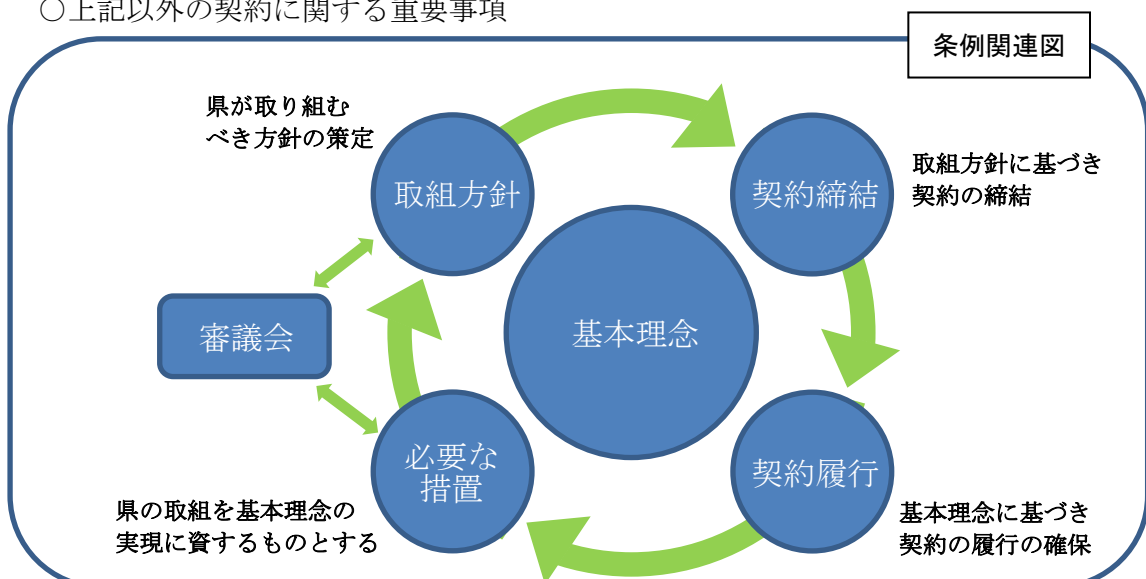 ○上記以外の契約に関する重要事項
条例関連図
県が取り組む
べき方針の策定
取組方針
契約締結
取組方針に基づき
契約の締結
基本理念
審議会
必要な
措置
契約履行
県の取組を基本理念の
実現に資するものとする
基本理念に基づき
契約の履行の確保